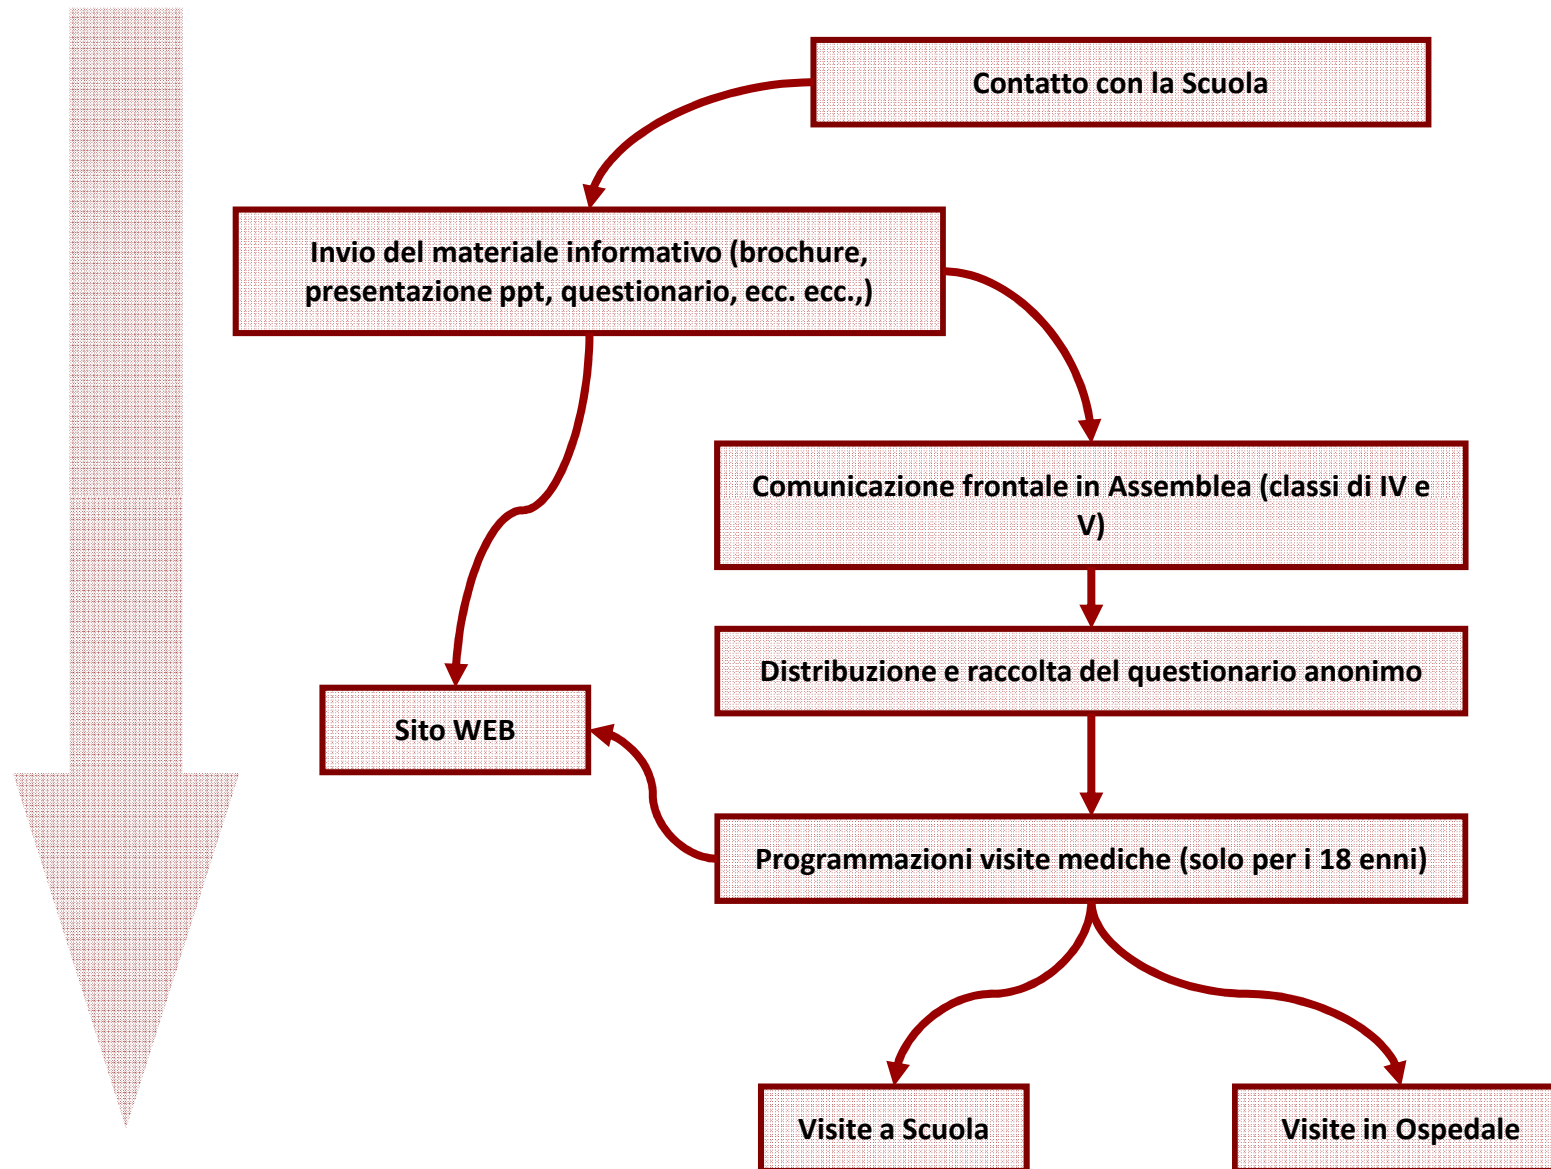 Contatto con la Scuola
Invio del materiale informativo (brochure,
presentazione ppt, questionario, ecc. ecc.,)
Comunicazione frontale in Assemblea (classi di IV e
V)
Distribuzione e raccolta del questionario anonimo
Sito WEB
Programmazioni visite mediche (solo per i 18 enni)
Visite a Scuola
Visite in Ospedale